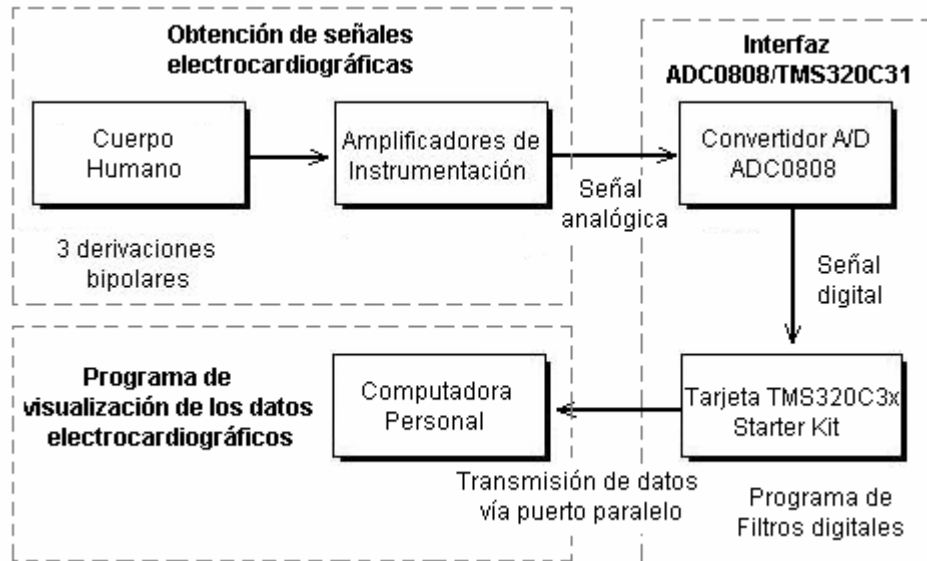 Obtención de señales
electrocardiográficas
Cuerpo
Humano
Amplificadores de
Instrumentación
3 derivaciones
bipolares
Señal
analógica
Interfaz
ADC0808/TMS320C31
Convertidor A/D
ADC0808
Señal
digital
Tarjeta TMS320C3x
Starter Kit
Programa de
Filtros digitales
Transmisión de datos
vía puerto paralelo
Computadora
Personal
Programa de
visualización de los datos
electrocardiográficos